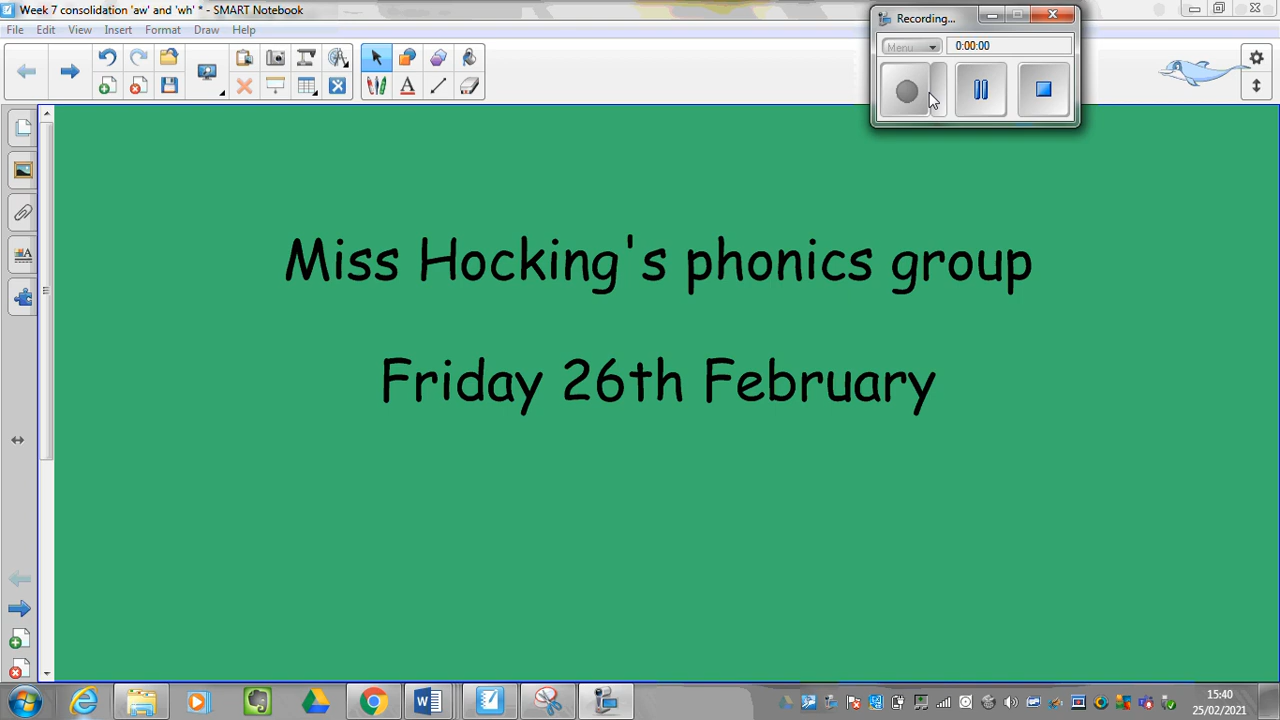 Week 7 consolidation 'aw' and 'wh' * - SMART Notebook
File Edit View Insert Format Draw Help
Recording...
Menu
0:00:00
Miss Hocking's phonics group
Friday 26th February
15:40
25/02/2021